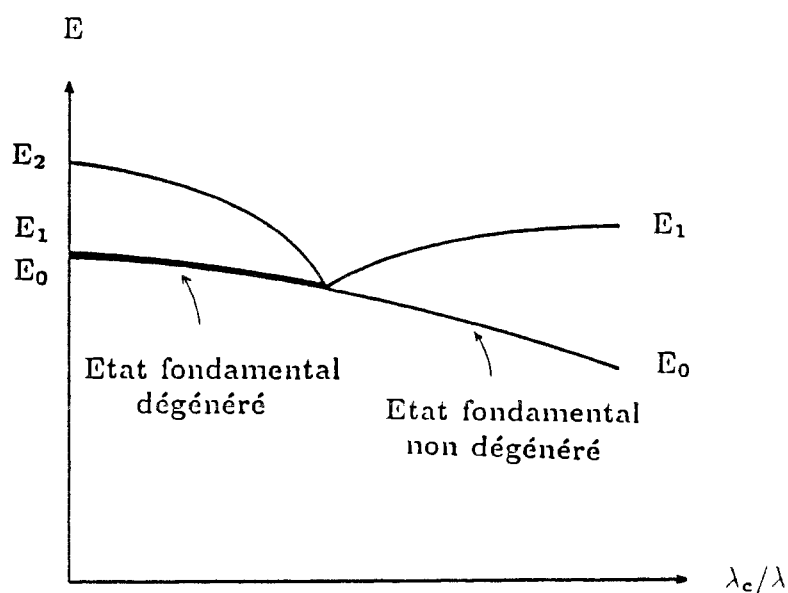 E
E₂
E₁
E₀
E₁
E₀
Etat fondamental
dégénéré
Etat fondamental
non dégénéré
λc/λ